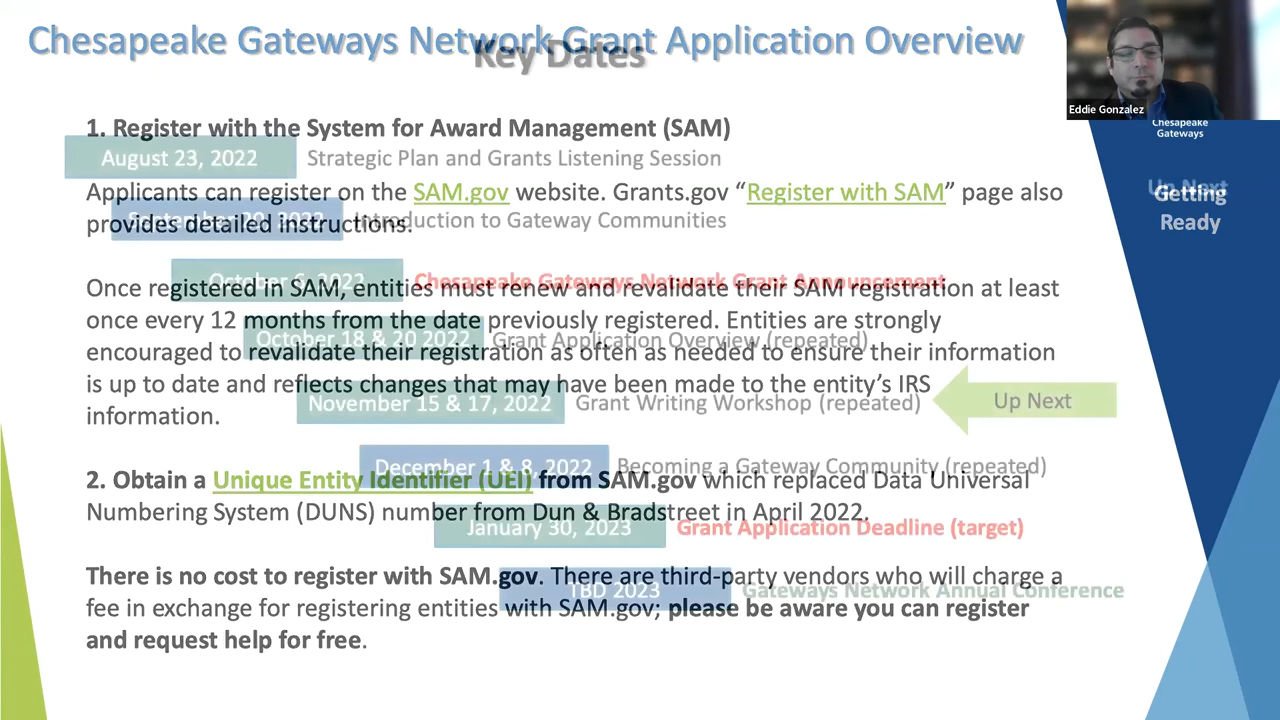 Chesapeake Gateways Network Grant Application Overview
Key Dates
Eddie Gonzalez
Chesapeake
Gateways
Up Next
Getting
Ready
1. Register with the System for Award Management (SAM)
August 23, 2022 Strategic Plan and Grants Listening Session
Applicants can register on the SAM.gov website. Grants.gov “Register with SAM” page also
September 29, 2022 Introduction to Gateway Communities
provides detailed instructions.
October 6, 2022 Chesapeake Gateways Network Grant Announcement
Once registered in SAM, entities must renew and revalidate their SAM registration at least
once every 12 months from the date previously registered. Entities are strongly
October 18 & 20 2022 Grant Application Overview (repeated)
encouraged to revalidate their registration as often as needed to ensure their information
is up to date and reflects changes that may have been made to the entity’s IRS
November 15 & 17, 2022 Grant Writing Workshop (repeated) Up Next
information.
December 1 & 8, 2022 Becoming a Gateway Community (repeated)
2. Obtain a Unique Entity Identifier (UEI) from SAM.gov which replaced Data Universal
Numbering System (DUNS) number from Dun & Bradstreet in April 2022.
January 30, 2023 Grant Application Deadline (target)
There is no cost to register with SAM.gov. There are third-party vendors who will charge a
TBD 2023 Gateways Network Annual Conference
fee in exchange for registering entities with SAM.gov; please be aware you can register
and request help for free.